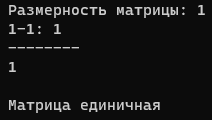 Размерность матрицы: 1
1-1: 1
--------
1
Матрица единичная